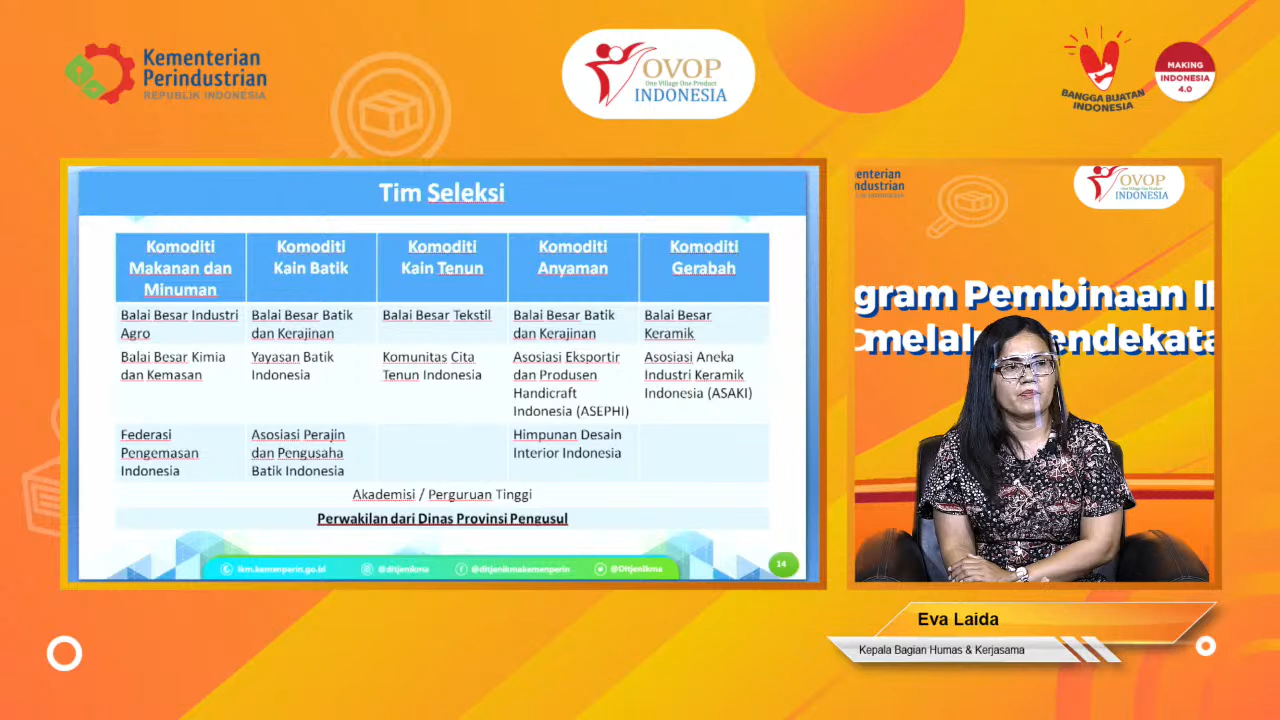 Kementerian
Perindustrian
REPUBLIK INDONESIA
OVOP
One Village One Product
INDONESIA
BANGGA BUATAN
INDONESIA
MAKING
INDONESIA
4.0
Tim Seleksi
Komoditi
Makanan dan
Minuman
Komoditi
Kain Batik
Komoditi
Kain Tenun
Komoditi
Anyaman
Komoditi
Gerabah
Balai Besar Industri
Agro
Balai Besar Batik
dan Kerajinan
Balai Besar Tekstil
Balai Besar Batik
dan Kerajinan
Balai Besar
Keramik
Balai Besar Kimia
dan Kemasan
Yayasan Batik
Indonesia
Komunitas Cita
Tenun Indonesia
Asosiasi Eksportir
dan Produsen
Handicraft
Indonesia (ASEPHI)
Asosiasi Aneka
Industri Keramik
Indonesia (ASAKI)
Federasi
Pengemasan
Indonesia
Asosiasi Perajin
dan Pengusaha
Batik Indonesia
Himpunan Desain
Interior Indonesia
Akademisi / Perguruan Tinggi
Perwakilan dari Dinas Provinsi Pengusul
ikm.kemenperin.go.id
@ditjenikma
@ditjenikmakemenperin
@Ditjenikma
14
enterian
ndustrian
OVOP
INDONESIA
gram Pembinaan I
melal endekata
Eva Laida
Kepala Bagian Humas & Kerjasama